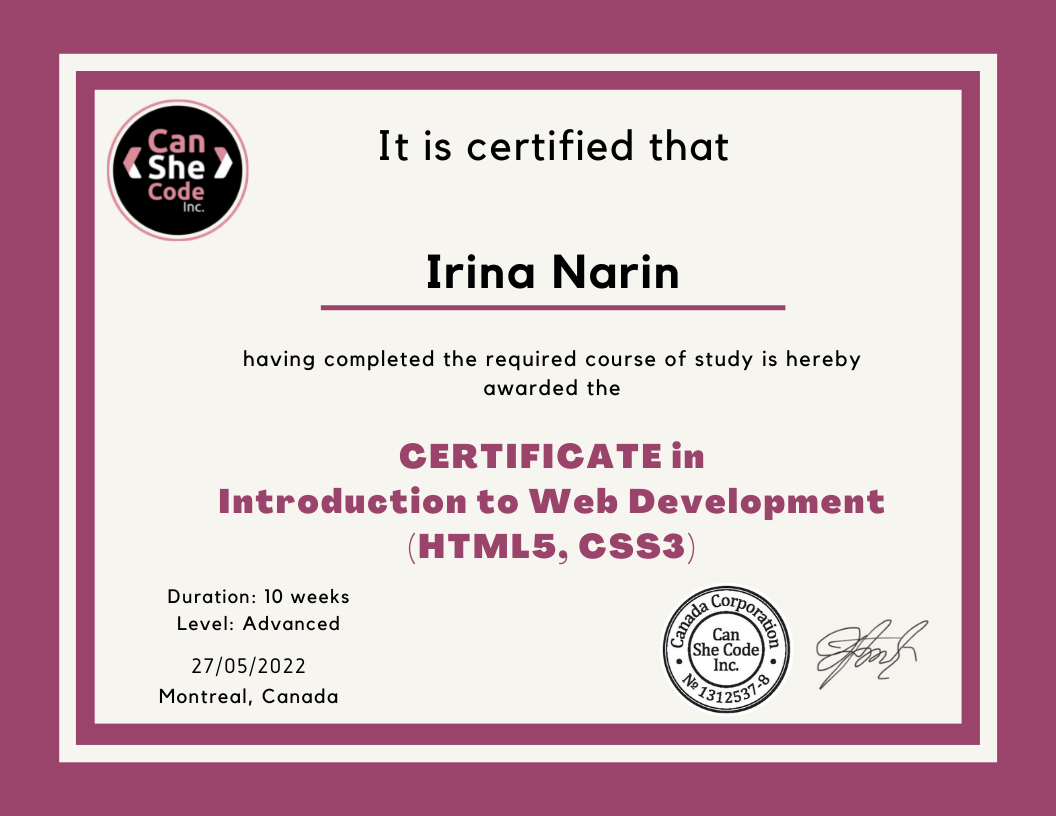 Can
She
Code
Inc.
It is certified that
Irina Narin
having completed the required course of study is hereby
awarded the
CERTIFICATE in
Introduction to Web Development
(HTML5, CSS3)
Duration: 10 weeks
Level: Advanced
27/05/2022
Montreal, Canada
Canada Corporation
Can
She Code
Inc.
№ 1312537-8